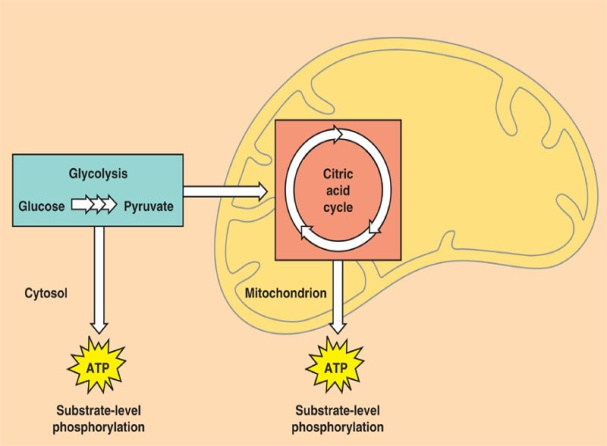 Glycolysis
Glucose Pyruvate
Citric
acid
cycle
Cytosol
Mitochondrion
ATP
ATP
Substrate-level
phosphorylation
Substrate-level
phosphorylation